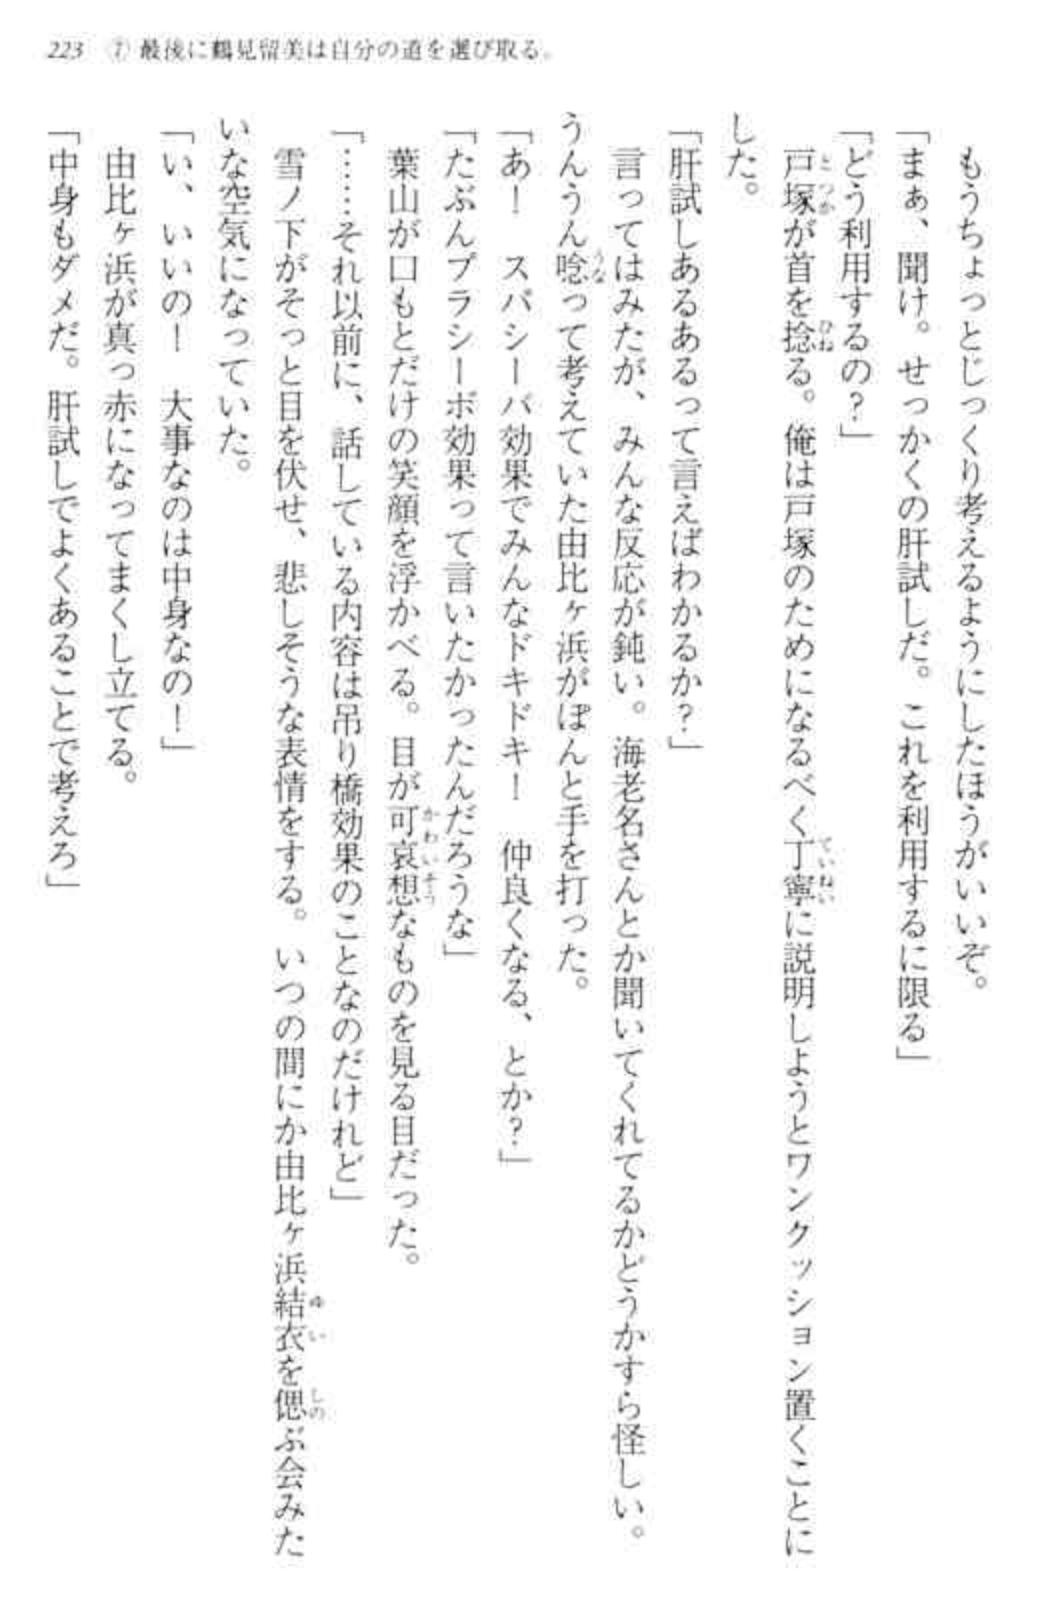 223　⑦ 最後に鶴見留美は自分の道を選び取る。
　もうちょっとじっくり考えるようにしたほうがいいぞ。
「まぁ、聞け。せっかくの肝試しだ。これを利用するに限る」
「どう利用するの？」
　戸塚が首を捻る。俺は戸塚のためになるべく丁寧に説明しようとワンクッション置くことに
した。
「肝試しあるあるって言えばわかるか？」
　言ってはみたが、みんな反応が鈍い。海老名さんとか聞いてくれてるかどうかすら怪しい。
うんうん唸って考えていた由比ヶ浜がぽんと手を打った。
「あ！　スパシーバ効果でみんなドキドキ！　仲良くなる、とか？」
「たぶんプラシーボ効果って言いたかったんだろうな」
　葉山が口もとだけの笑顔を浮かべる。目が可哀想なものを見る目だった。
「……それ以前に、話している内容は吊り橋効果のことなのだけれど」
　雪ノ下がそっと目を伏せ、悲しそうな表情をする。いつの間にか由比ヶ浜結衣を偲ぶ会みた
いな空気になっていた。
「い、いいの！　大事なのは中身なの！」
　由比ヶ浜が真っ赤になってまくし立てる。
「中身もダメだ。肝試しでよくあることで考えろ」